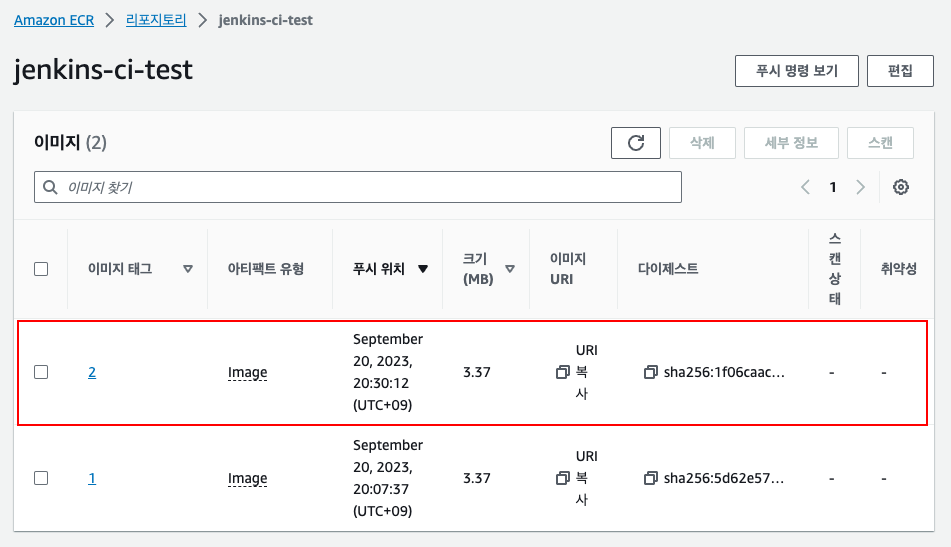 Amazon ECR > 리포지토리 > jenkins-ci-test
jenkins-ci-test
푸시 명령 보기
편집
이미지 (2)
삭제
세부 정보
스캔
이미지 찾기
1
이미지 태그
아티팩트 유형
푸시 위치
크기
(MB)
이미지
URI
다이제스트
스
캔
상
태
취약성
2
Image
September
20, 2023,
20:30:12
(UTC+09)
3.37
URI
복
사
sha256:1f06caac...
-
-
1
Image
September
20, 2023,
20:07:37
(UTC+09)
3.37
URI
복
사
sha256:5d62e57...
-
-